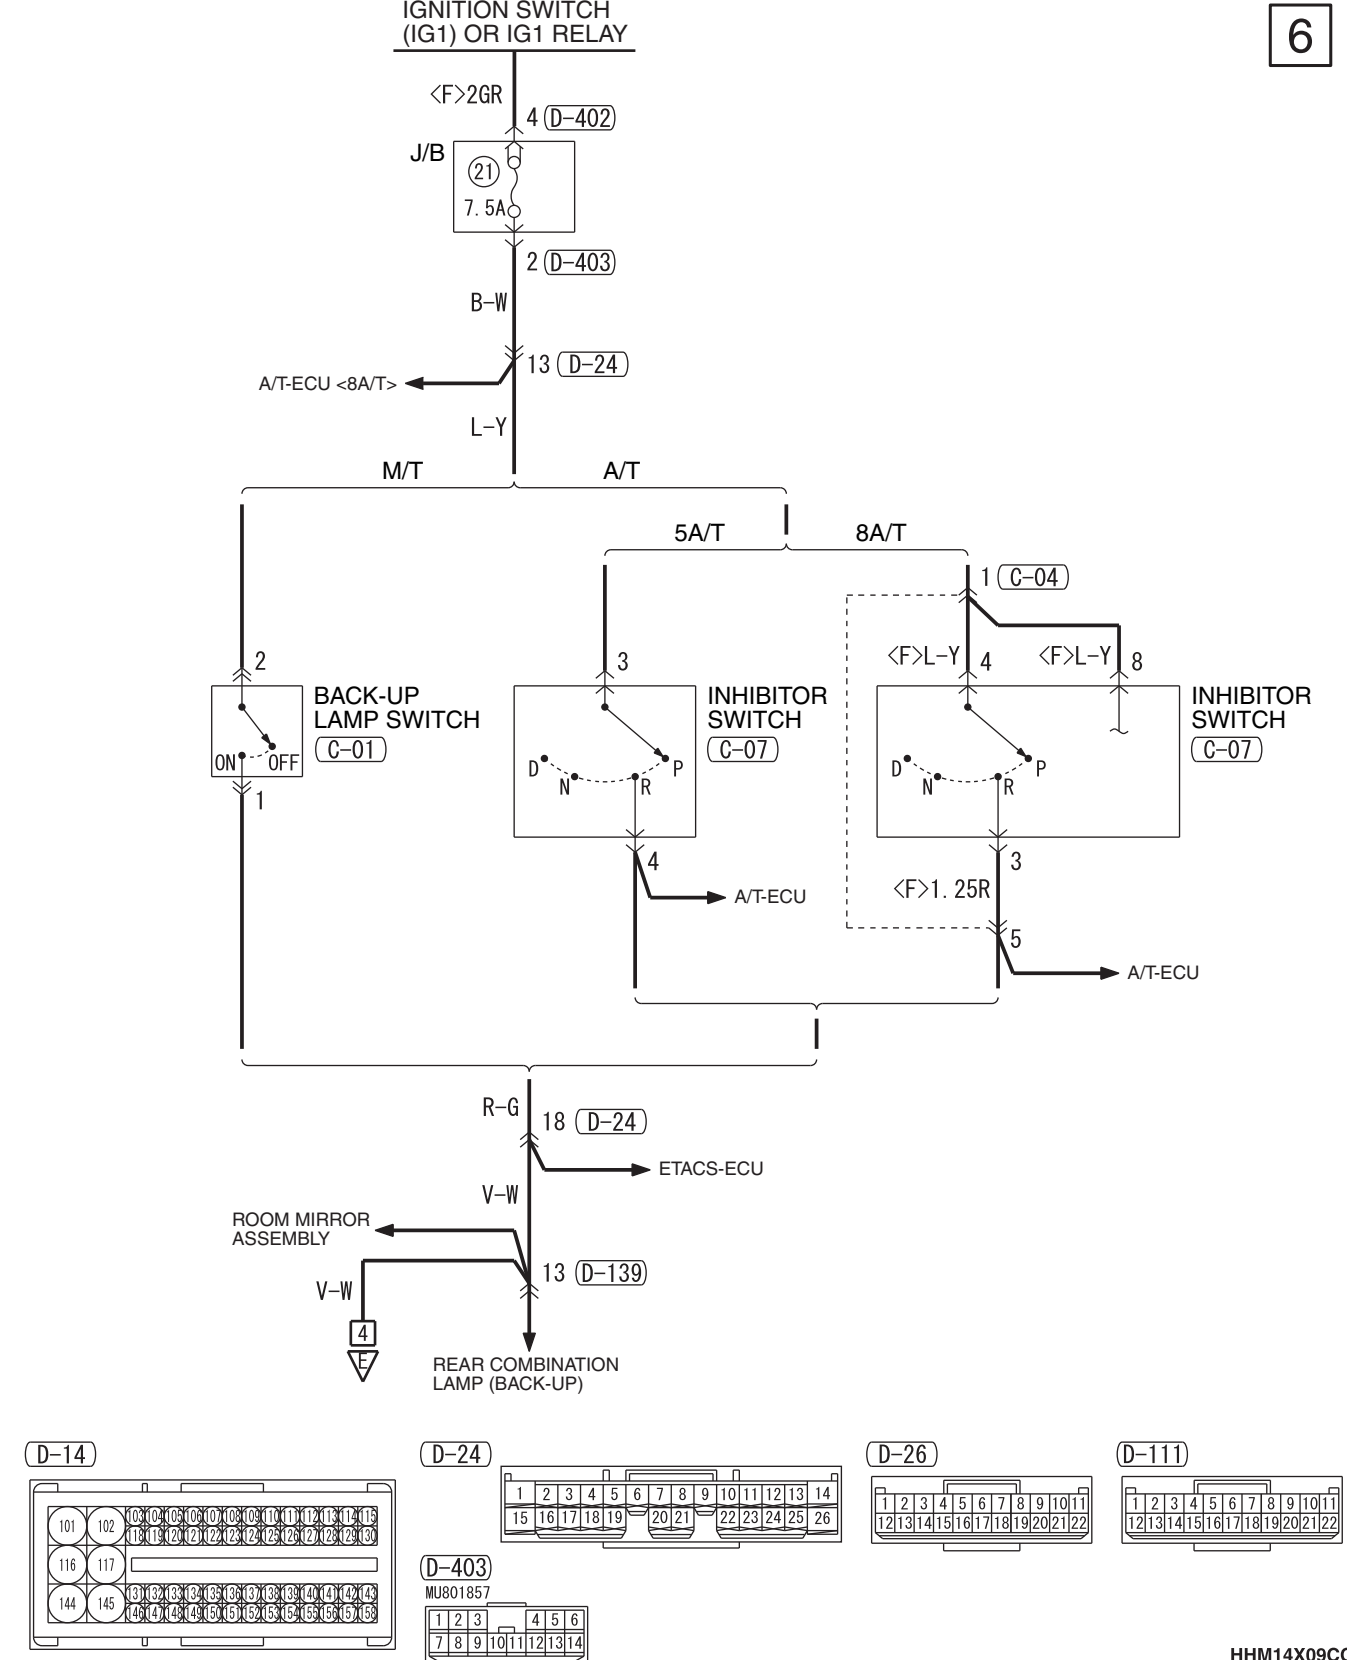 IGNITION SWITCH
(IG1) OR IG1 RELAY
6
<F>2GR
4 D-402
J/B
21
7.5A
2 D-403
B-W
13 D-24
A/T-ECU <8A/T>
L-Y
M/T A/T
5A/T 8A/T
1 C-04
<F>L-Y 4 <F>L-Y 8
2
3
BACK-UP
LAMP SWITCH
C-01
ON OFF
1
INHIBITOR
SWITCH
C-07
D N R P
4
A/T-ECU
INHIBITOR
SWITCH
C-07
D N R P
3
<F>1.25R
5
A/T-ECU
R-G
18 D-24
ETACS-ECU
V-W
ROOM MIRROR
ASSEMBLY
13 D-139
V-W
4
E
REAR COMBINATION
LAMP (BACK-UP)
D-14
101 102 103 104 105 106 107 108 109 110 111 112 113 114 115
118 119 120 121 122 123 124 125 126 127 128 129 130
116 117
144 145 131 132 133 134 135 136 137 138 139 140 141 142 143
146 147 148 149 150 151 152 153 154 155 156 157 158
D-24
1 2 3 4 5 6 7 8 9 10 11 12 13 14
15 16 17 18 19 20 21 22 23 24 25 26
D-403
MU801857
1 2 3 4 5 6
7 8 9 10 11 12 13 14
D-26
1 2 3 4 5 6 7 8 9 10 11
12 13 14 15 16 17 18 19 20 21 22
D-111
1 2 3 4 5 6 7 8 9 10 11
12 13 14 15 16 17 18 19 20 21 22